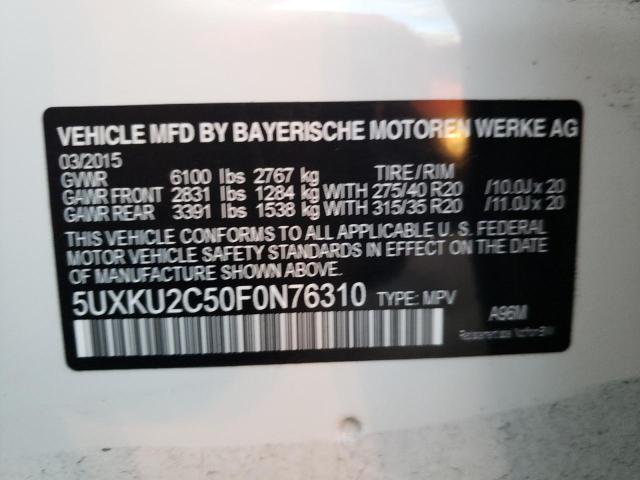 VEHICLE MFD BY BAYERISCHE MOTOREN WERKE AG
03/2015
GVWR 6100 lbs 2767 kg TIRE/RIM
GAWR FRONT 2831 lbs 1284 kg WITH 275/40 R20 /10.0J x 20
GAWR REAR 3391 lbs 1538 kg WITH 315/35 R20 /11.0J x 20
THIS VEHICLE CONFORMS TO ALL APPLICABLE U. S. FEDERAL
MOTOR VEHICLE SAFETY STANDARDS IN EFFECT ON THE DATE
OF MANUFACTURE SHOWN ABOVE.
5UXKU2C50F0N76310 TYPE: MPV A96M